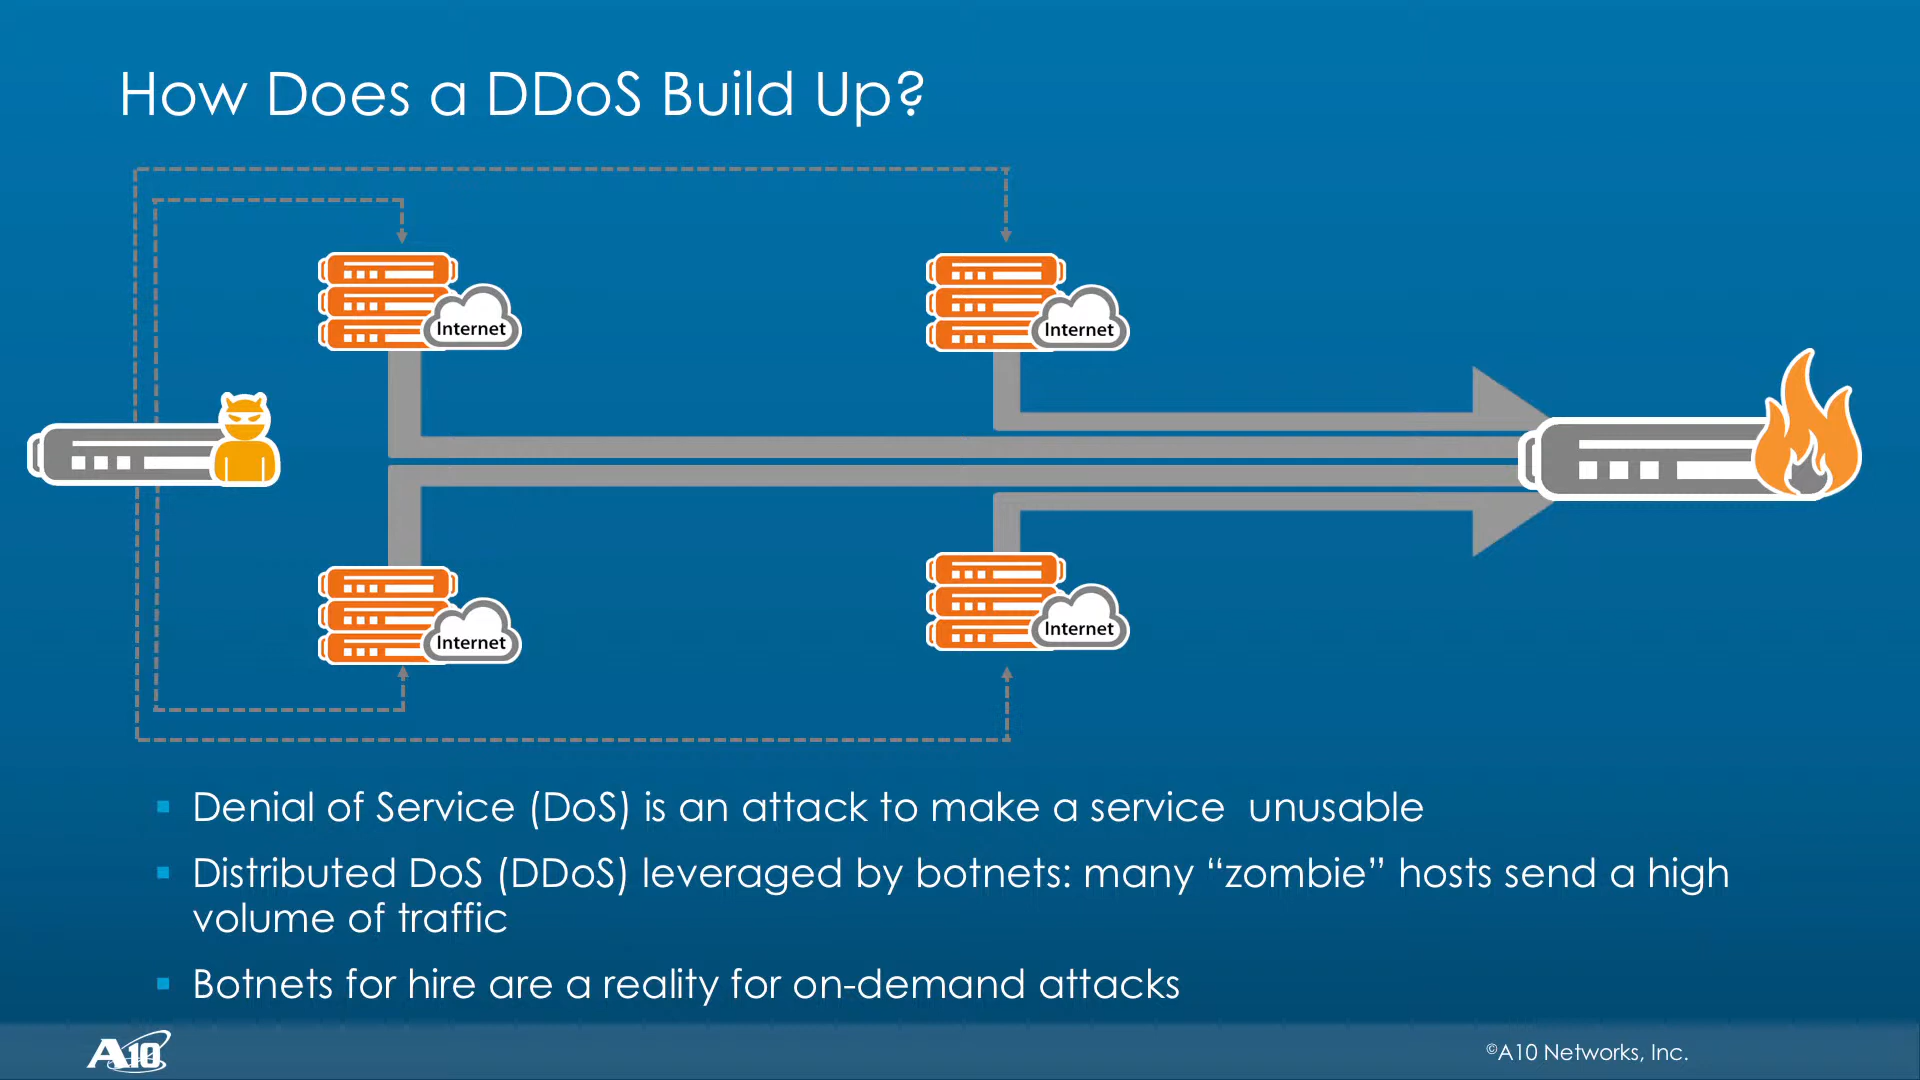 How Does a DDoS Build Up?
Internet
Internet
Internet
Internet
Denial of Service (DoS) is an attack to make a service  unusable
Distributed DoS (DDoS) leveraged by botnets: many “zombie” hosts send a high
volume of traffic
Botnets for hire are a reality for on-demand attacks
A10
©A10 Networks, Inc.